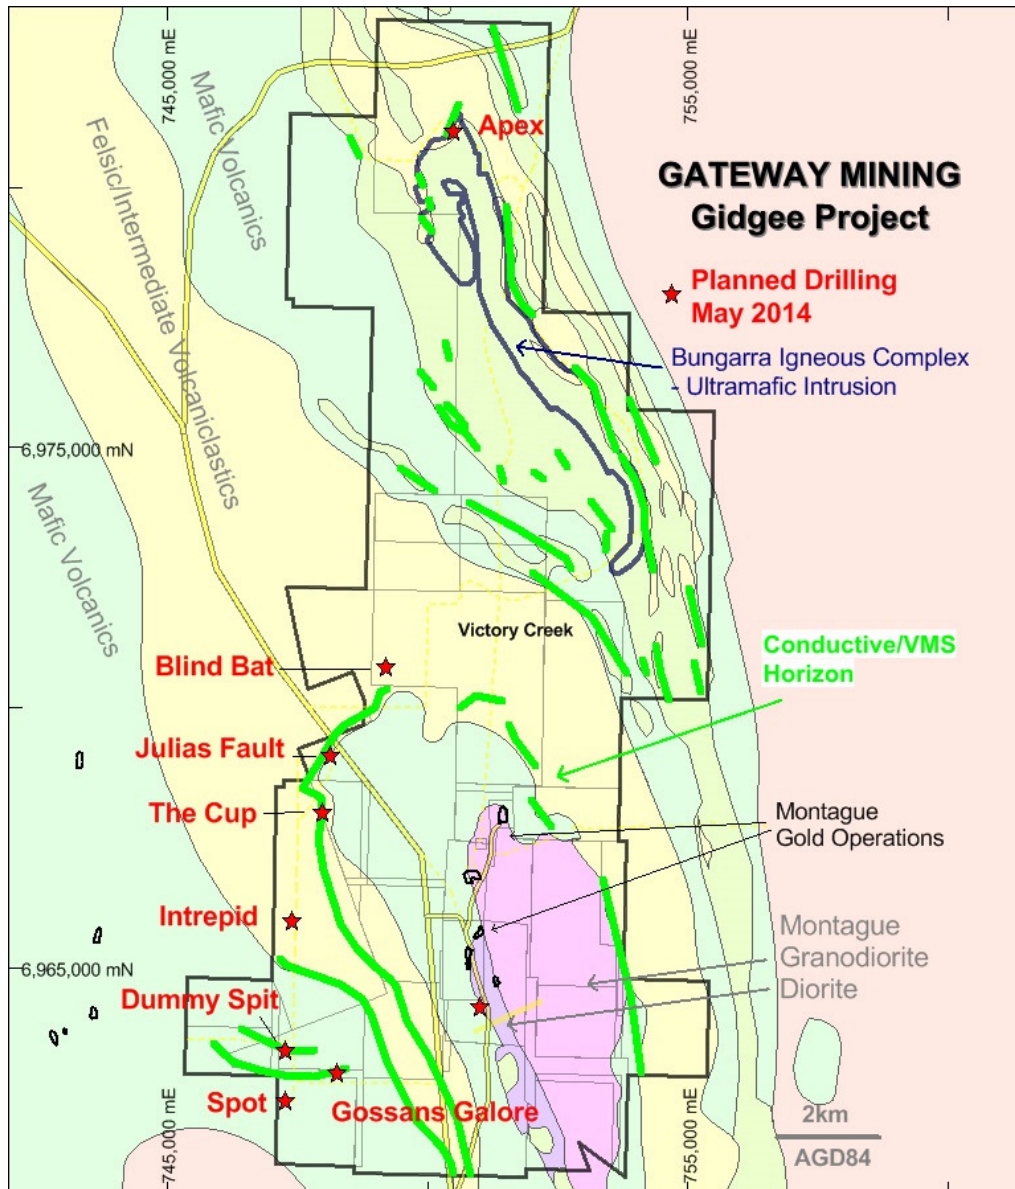 745,000 mE
755,000 mE
Mafic Volcanics
Apex
GATEWAY MINING
Gidgee Project
Felsic/Intermediate Volcaniclastics
Planned Drilling
May 2014
Bungarra Igneous Complex
- Ultramafic Intrusion
6,975,000 mN
Mafic Volcanics
Victory Creek
Conductive/VMS
Horizon
Blind Bat
Julias Fault
The Cup
Montague
Gold Operations
Intrepid
Montague
Granodiorite
Diorite
6,965,000 mN
Dummy Spit
Spot
Gossans Galore
2km
AGD84
745,000 mE
755,000 mE